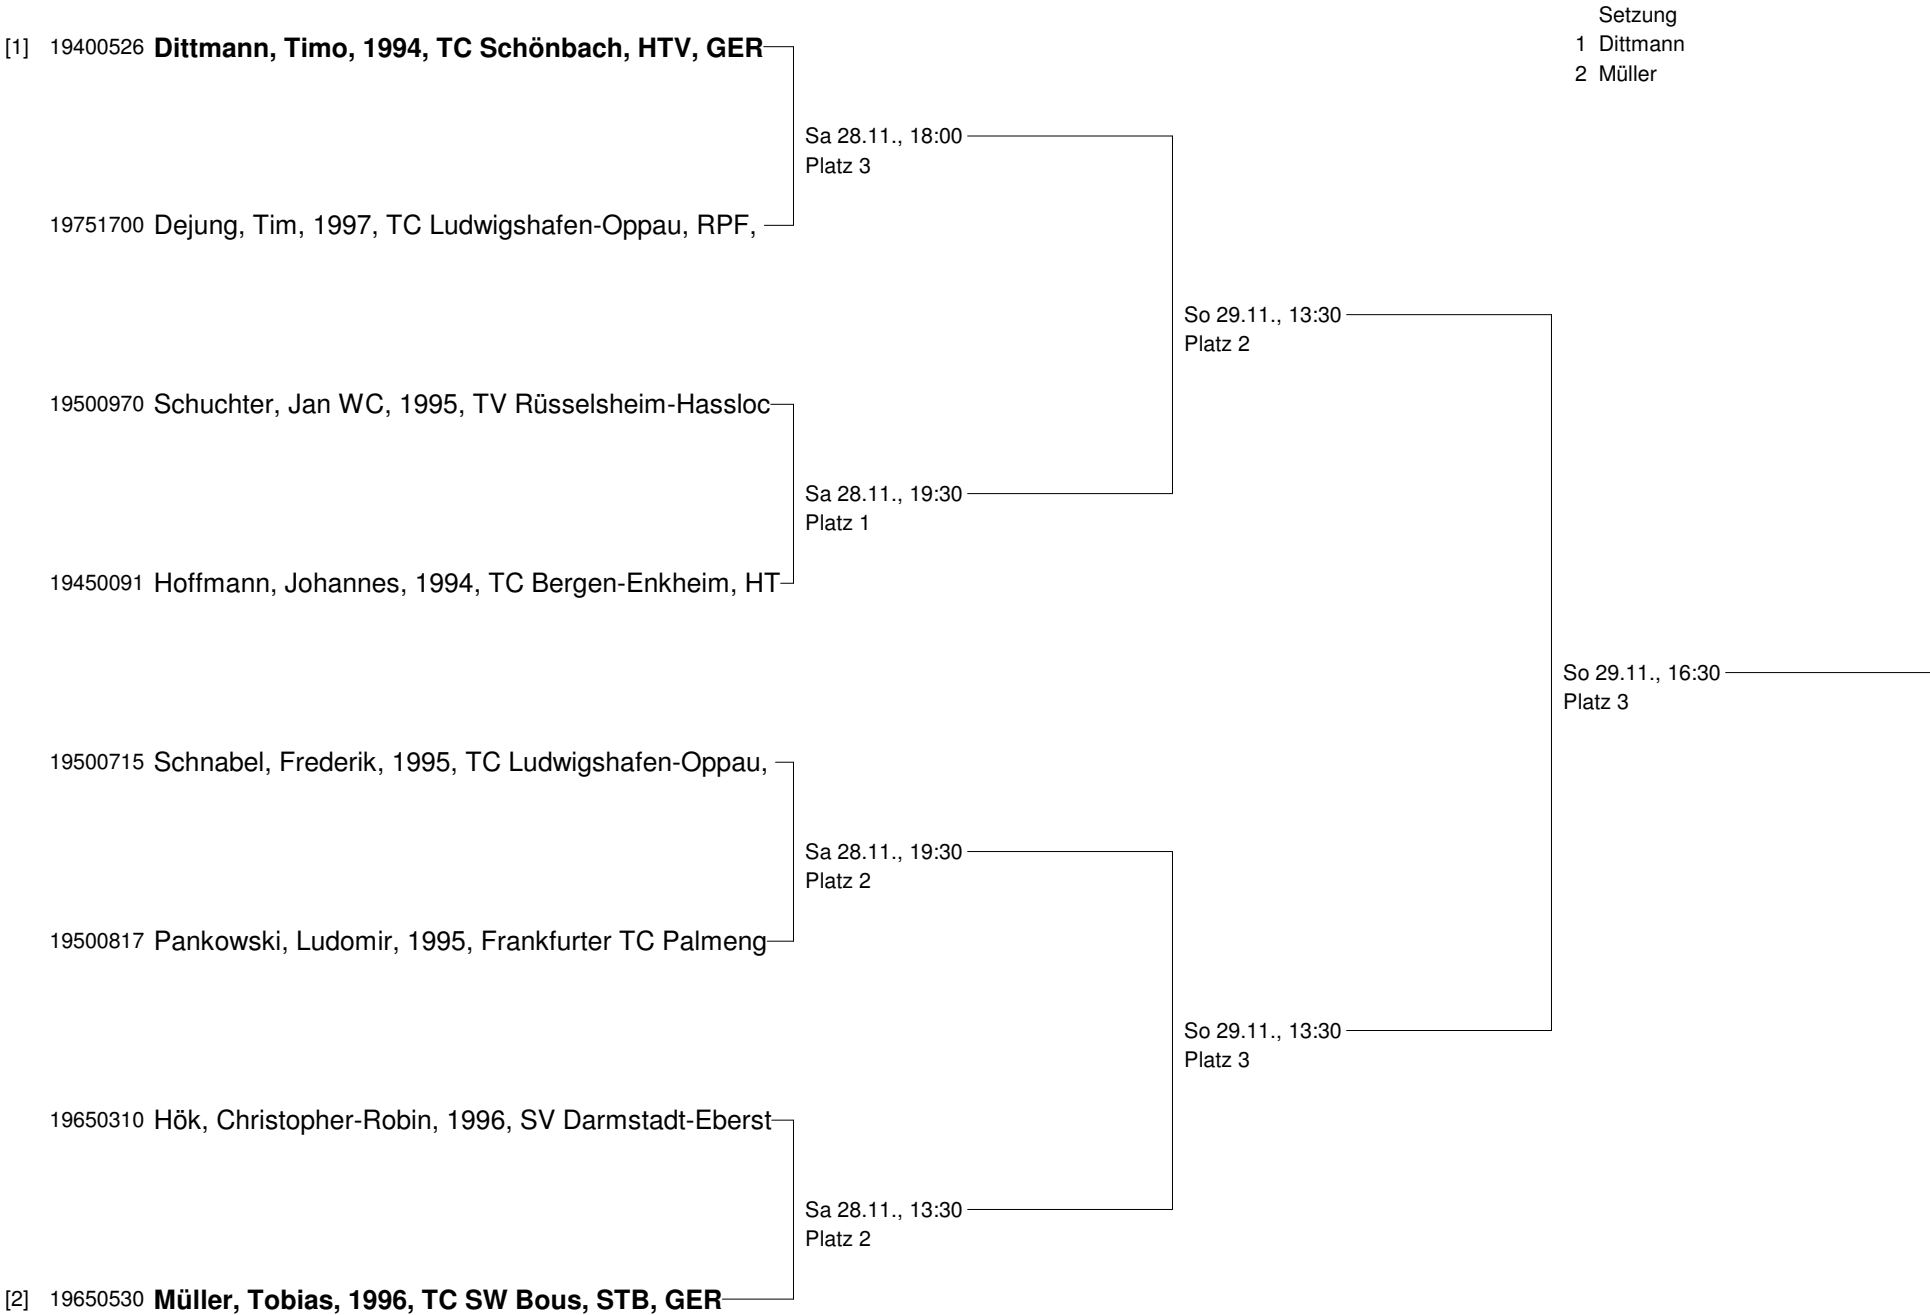 Setzung
1 Dittmann
2 Müller
[1] 19400526 Dittmann, Timo, 1994, TC Schönbach, HTV, GER
Sa 28.11., 18:00
Platz 3
19751700 Dejung, Tim, 1997, TC Ludwigshafen-Oppau, RPF,
So 29.11., 13:30
Platz 2
19500970 Schuchter, Jan WC, 1995, TV Rüsselsheim-Hassloc
Sa 28.11., 19:30
Platz 1
19450091 Hoffmann, Johannes, 1994, TC Bergen-Enkheim, HT
So 29.11., 16:30
Platz 3
19500715 Schnabel, Frederik, 1995, TC Ludwigshafen-Oppau,
Sa 28.11., 19:30
Platz 2
19500817 Pankowski, Ludomir, 1995, Frankfurter TC Palmeng
So 29.11., 13:30
Platz 3
19650310 Hök, Christopher-Robin, 1996, SV Darmstadt-Eberst
Sa 28.11., 13:30
Platz 2
[2] 19650530 Müller, Tobias, 1996, TC SW Bous, STB, GER